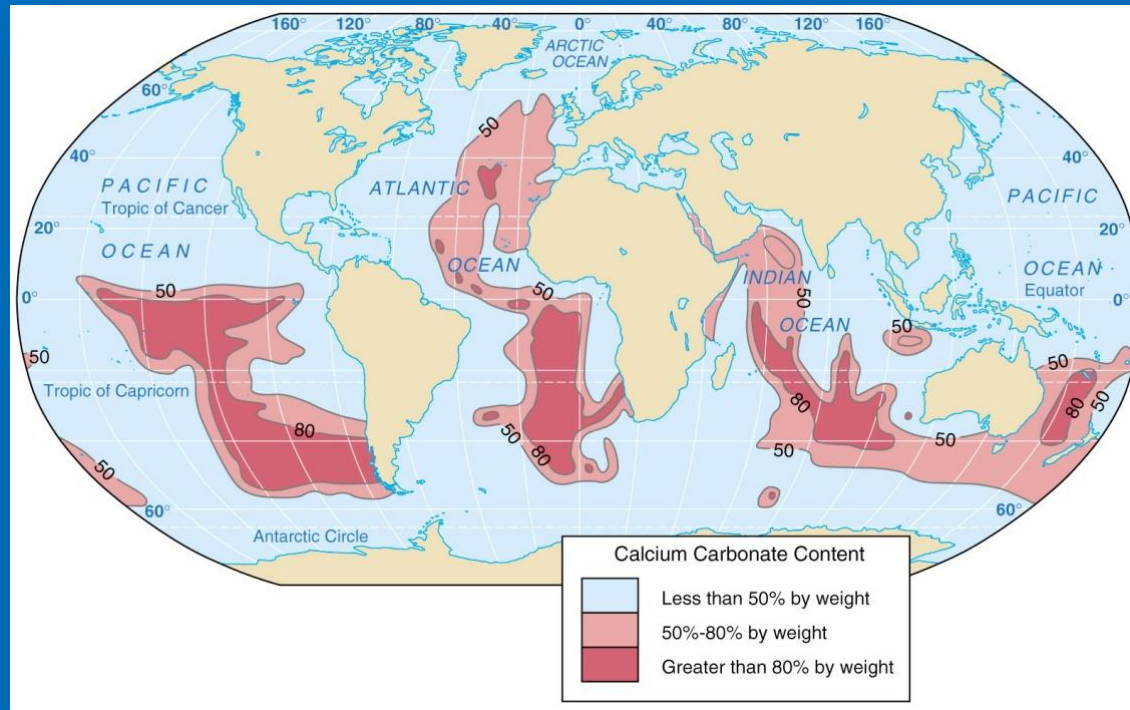 160° 120° 80° 40° 0° 40° 80° 120° 160°
ARCTIC
OCEAN
60°
50
40°
40°
PACIFIC
Tropic of Cancer
ATLANTIC
PACIFIC
20°
20°
OCEAN
OCEAN
INDIAN
OCEAN
Equator
50
50
50
0°
0°
OCEAN
50
50
50
Tropic of Capricorn
80
80
80
50
50
50
50
80
50
60°
60°
Antarctic Circle
Calcium Carbonate Content
Less than 50% by weight
50%-80% by weight
Greater than 80% by weight